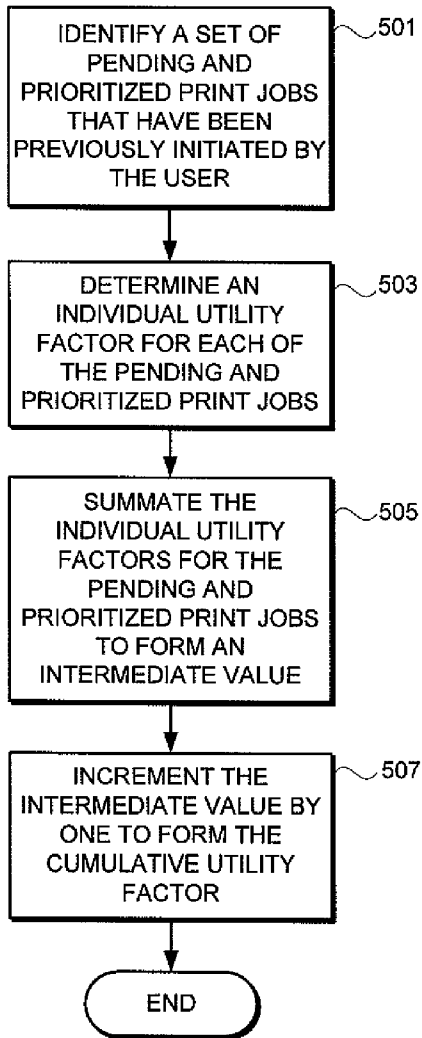 IDENTIFY A SET OF
PENDING AND
PRIORITIZED PRINT JOBS
THAT HAVE BEEN
PREVIOUSLY INITIATED BY
THE USER
501
DETERMINE AN
INDIVIDUAL UTILITY
FACTOR FOR EACH OF
THE PENDING AND
PRIORITIZED PRINT JOBS
503
SUMMATE THE
INDIVIDUAL UTILITY
FACTORS FOR THE
PENDING AND
PRIORITIZED PRINT JOBS
TO FORM AN
INTERMEDIATE VALUE
505
INCREMENT THE
INTERMEDIATE VALUE BY
ONE TO FORM THE
CUMULATIVE UTILITY
FACTOR
507
END